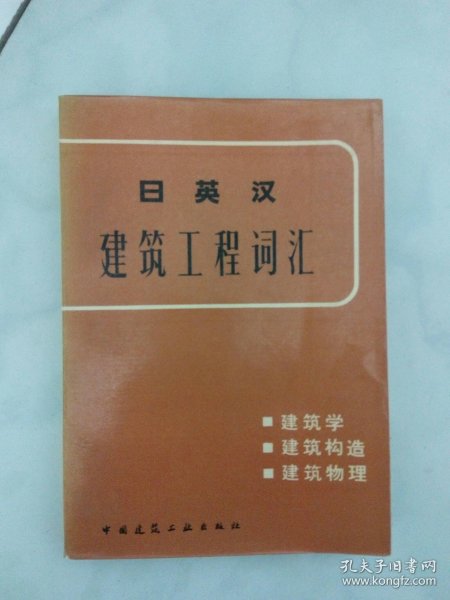 日英汉
建筑工程词汇
■ 建筑学
■ 建筑构造
■ 建筑物理
中国建筑工业出版社
孔夫子旧书网
www.kongfz.com